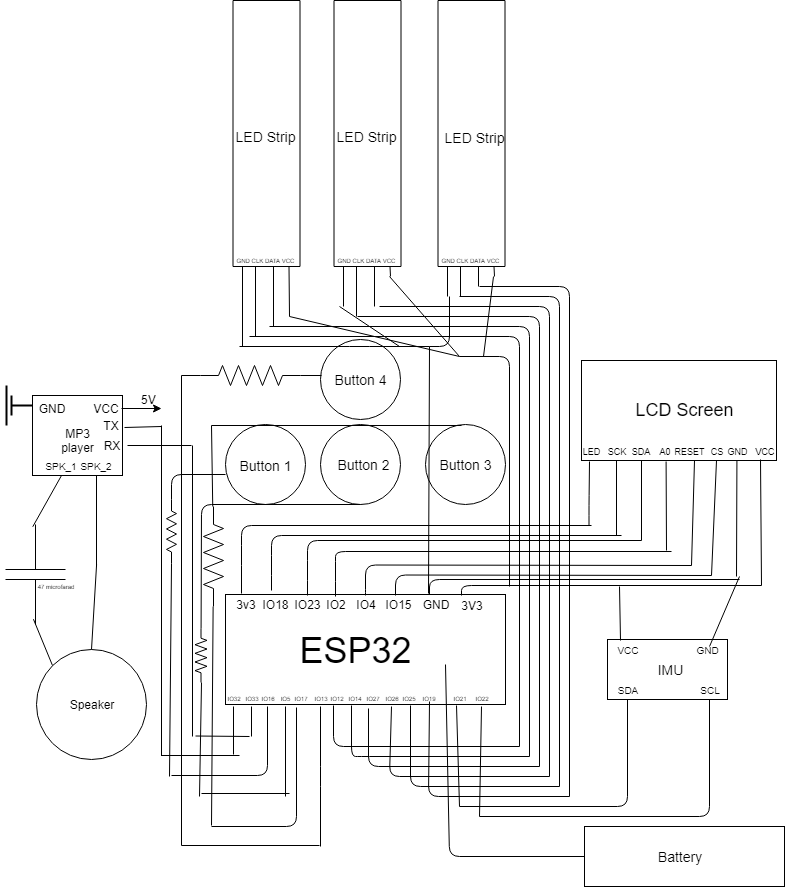 LED Strip
LED Strip
LED Strip
GND CLK DATA VCC
GND CLK DATA VCC
GND CLK DATA VCC
Button 4
LCD Screen
GND
VCC
5V
TX
MP3
player
RX
SPK_1 SPK_2
Button 1
Button 2
Button 3
LED SCK SDA A0 RESET CS GND VCC
47 microfarad
3v3 IO18 IO23 IO2 IO4 IO15 GND 3V3
ESP32
VCC
GND
IMU
SDA
SCL
Speaker
IO32 IO33 IO16 IO5 IO17 IO13 IO12 IO14 IO27 IO26 IO25 IO19 IO21 IO22
Battery